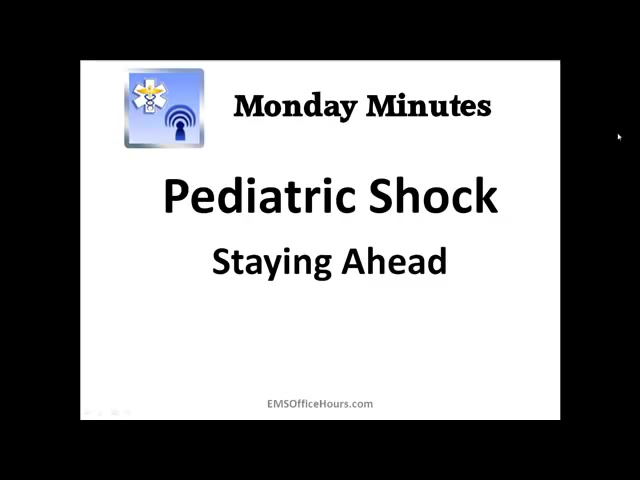 Monday Minutes
Pediatric Shock
Staying Ahead
EMSOfficeHours.com